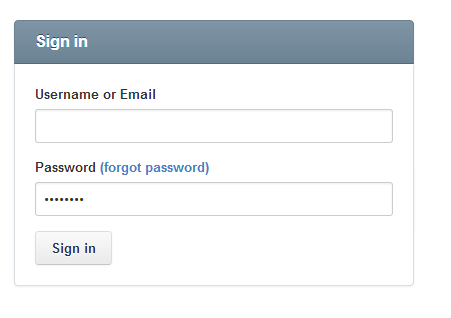 Sign in
Username or Email
Password (forgot password)
••••••••
Sign in